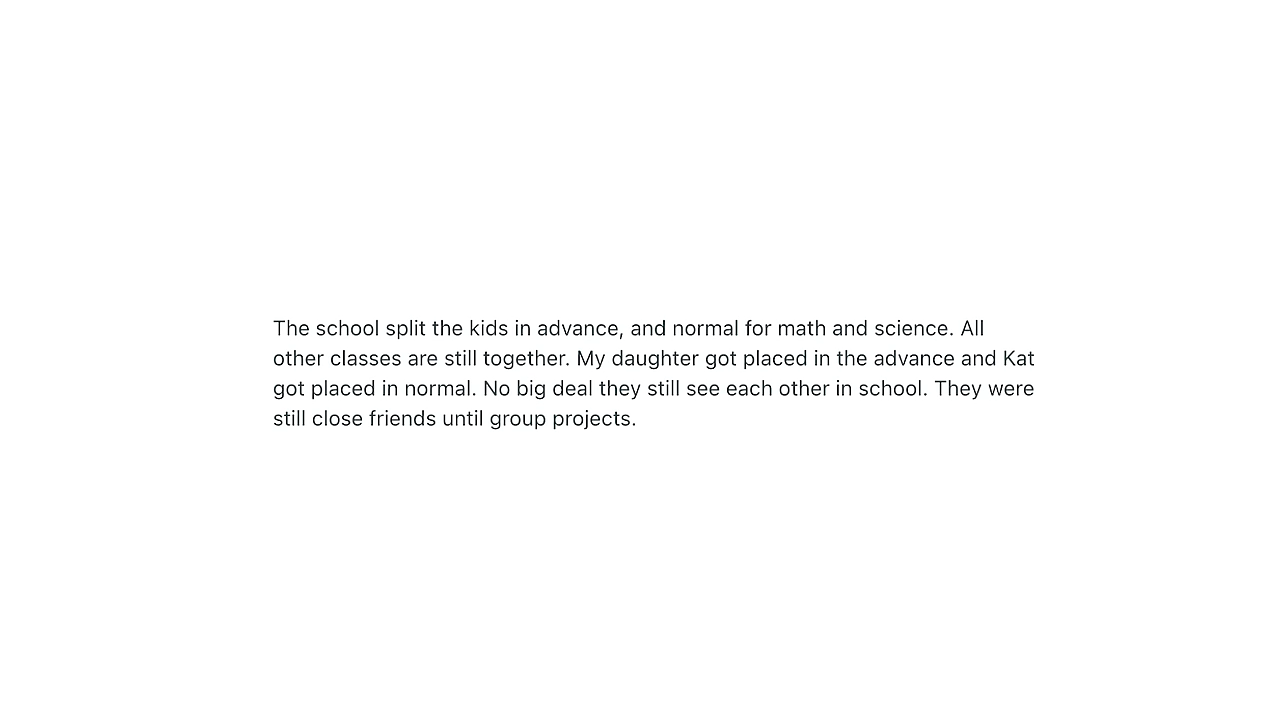 The school split the kids in advance, and normal for math and science. All
other classes are still together. My daughter got placed in the advance and Kat
got placed in normal. No big deal they still see each other in school. They were
still close friends until group projects.